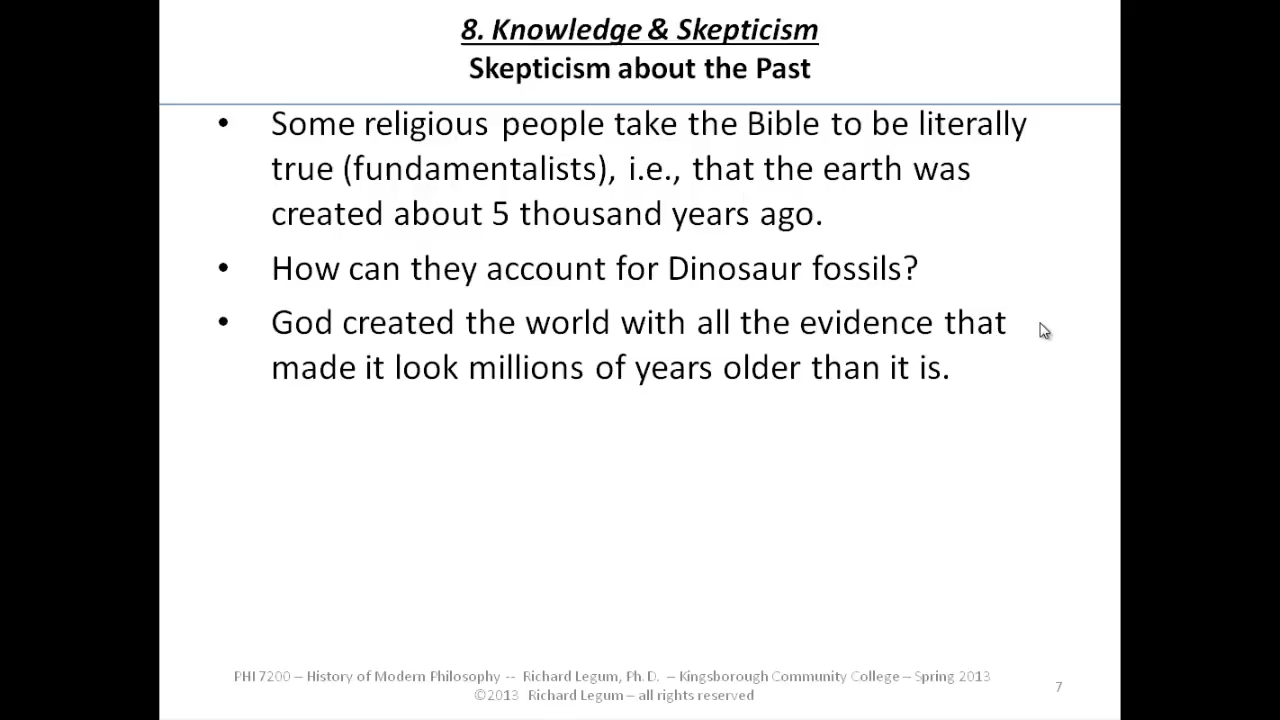 8. Knowledge & Skepticism
Skepticism about the Past
• Some religious people take the Bible to be literally
true (fundamentalists), i.e., that the earth was
created about 5 thousand years ago.
• How can they account for Dinosaur fossils?
• God created the world with all the evidence that
made it look millions of years older than it is.
PHI 7200 – History of Modern Philosophy -- Richard Legum, Ph. D. – Kingsborough Community College – Spring 2013
©2013 Richard Legum – all rights reserved
7